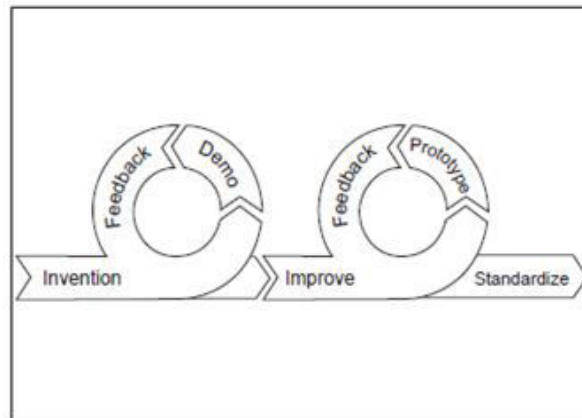 Invention
Demo
Feedback
Improve
Prototype
Feedback
Standardize